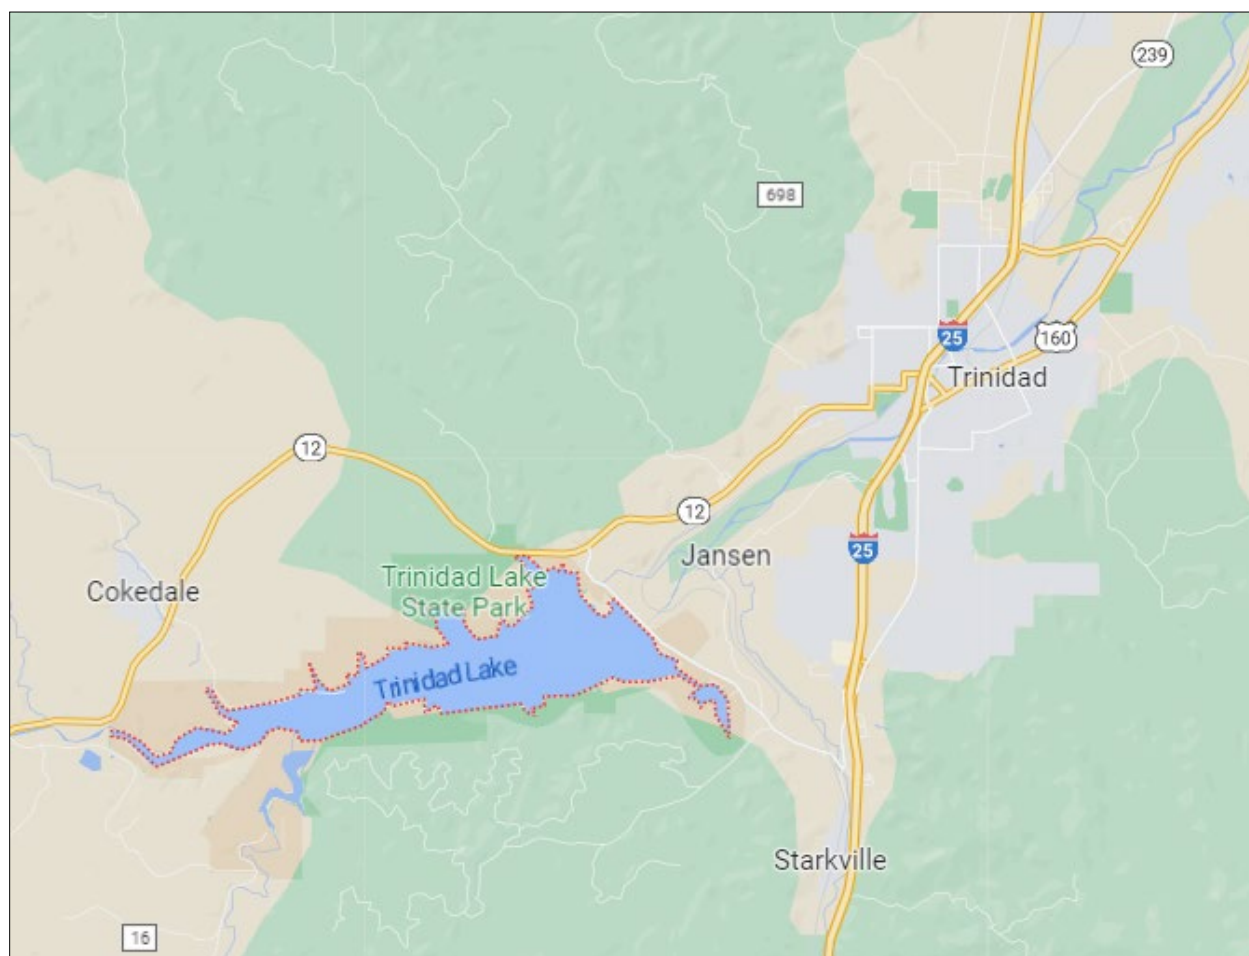 239
698
25
160
Trinidad
12
12
Jansen
25
Trinidad Lake
State Park
Cokedale
Trinidad Lake
Starkville
16